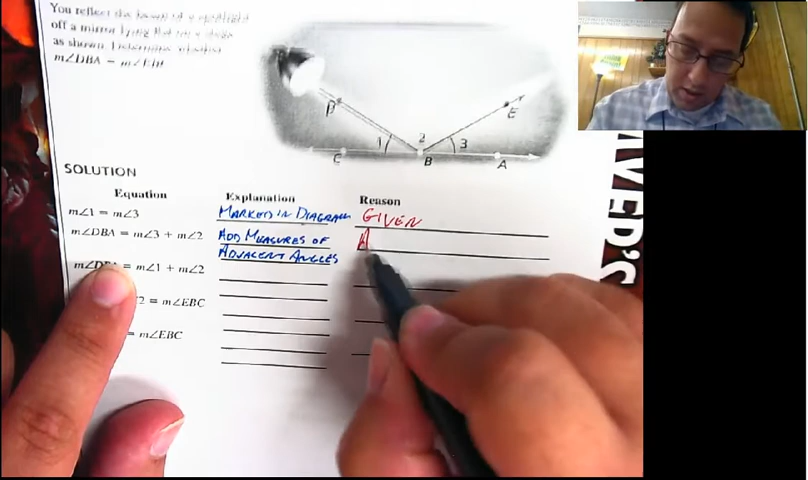 You reflect the beam of a spotlight
off a mirror lying flat on a stage
as shown. Determine whether
m∠DBA = m∠EBC
1
2
3
C
B
A
E
SOLUTION
Equation Explanation Reason
m∠1 = m∠3 MARKED IN DIAGRAM GIVEN
m∠DBA = m∠3 + m∠2 ADD MEASURES OF A
ADJACENT ANGLES
= m∠1 + m∠2
2 = m∠EBC
= m∠EBC
VED'S